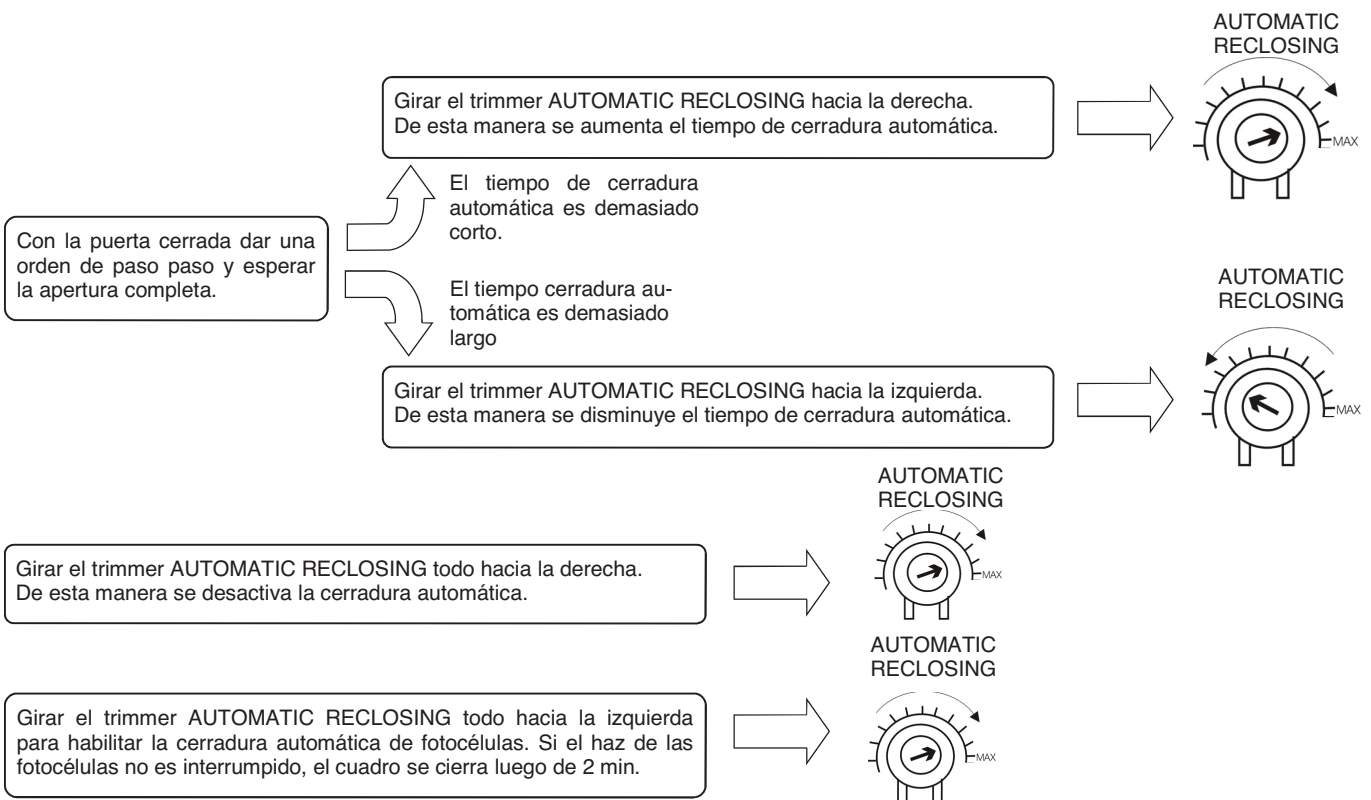 AUTOMATIC
RECLOSING
Girar el trimmer AUTOMATIC RECLOSING hacia la derecha.
De esta manera se aumenta el tiempo de cerradura automática.
MAX
El tiempo de cerradura
automática es demasiado
corto.
Con la puerta cerrada dar una
orden de paso paso y esperar
la apertura completa.
El tiempo cerradura au-
tomática es demasiado
largo
AUTOMATIC
RECLOSING
Girar el trimmer AUTOMATIC RECLOSING hacia la izquierda.
De esta manera se disminuye el tiempo de cerradura automática.
MAX
AUTOMATIC
RECLOSING
Girar el trimmer AUTOMATIC RECLOSING todo hacia la derecha.
De esta manera se desactiva la cerradura automática.
MAX
AUTOMATIC
RECLOSING
Girar el trimmer AUTOMATIC RECLOSING todo hacia la izquierda
para habilitar la cerradura automática de fotocélulas. Si el haz de las
fotocélulas no es interrumpido, el cuadro se cierra luego de 2 min.
MAX